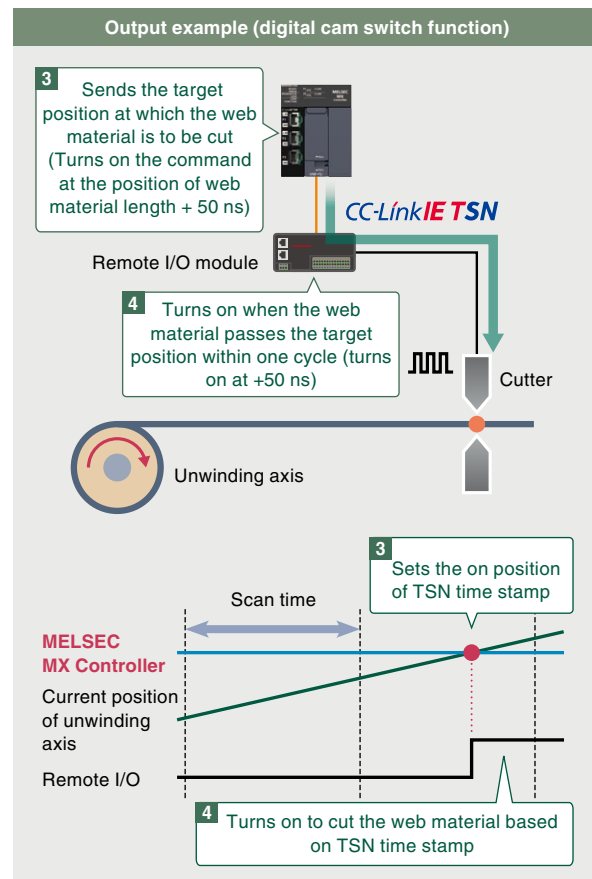 Output example (digital cam switch function)
3
Sends the target
position at which the web
material is to be cut
(Turns on the command
at the position of web
material length + 50 ns)
MELSEC
CC-Link IE TSN
Remote I/O module
4
Turns on when the web
material passes the target
position within one cycle (turns
on at +50 ns)
Cutter
Unwinding axis
3
Sets the on position
of TSN time stamp
Scan time
MELSEC
MX Controller
Current position
of unwinding
axis
Remote I/O
4
Turns on to cut the web material based
on TSN time stamp